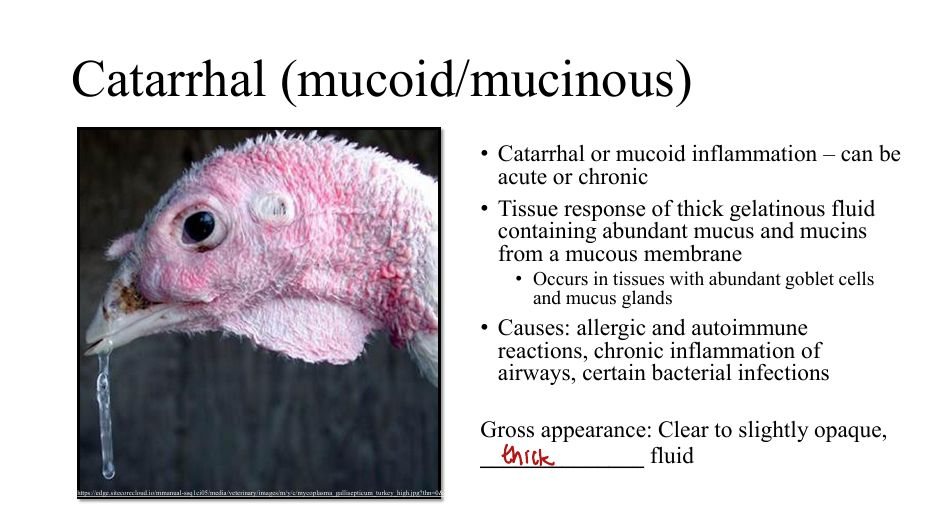 Catarrhal (mucoid/mucinous)
• Catarrhal or mucoid inflammation – can be
acute or chronic
• Tissue response of thick gelatinous fluid
containing abundant mucus and mucins
from a mucous membrane
• Occurs in tissues with abundant goblet cells
and mucus glands
• Causes: allergic and autoimmune
reactions, chronic inflammation of
airways, certain bacterial infections
Gross appearance: Clear to slightly opaque,
thick fluid